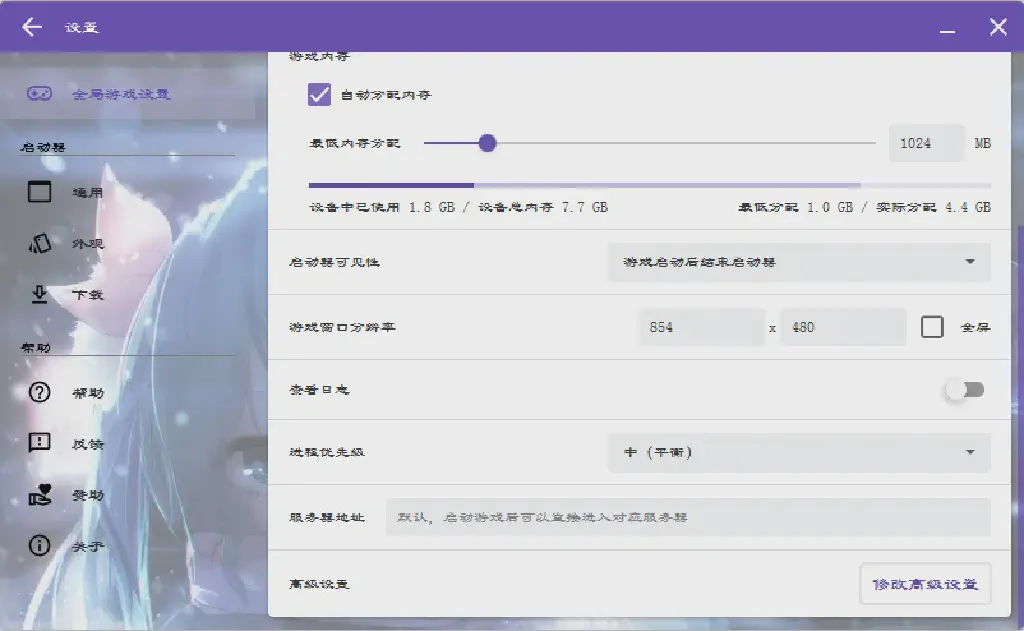 设置
全局游戏设置
启动器
通用
外观
下载
帮助
帮助
反馈
赞助
关于
游戏内存
自动分配内存
最低内存分配 1024 MB
设备中已使用 1.8 GB / 设备总内存 7.7 GB 最低分配 1.0 GB / 实际分配 4.4 GB
启动器可见性 游戏启动后结束启动器
游戏窗口分辨率 854 x 480 全屏
查看日志
进程优先级 中 (平衡)
服务器地址 默认，启动游戏后可以直接进入对应服务器
高级设置 修改高级设置